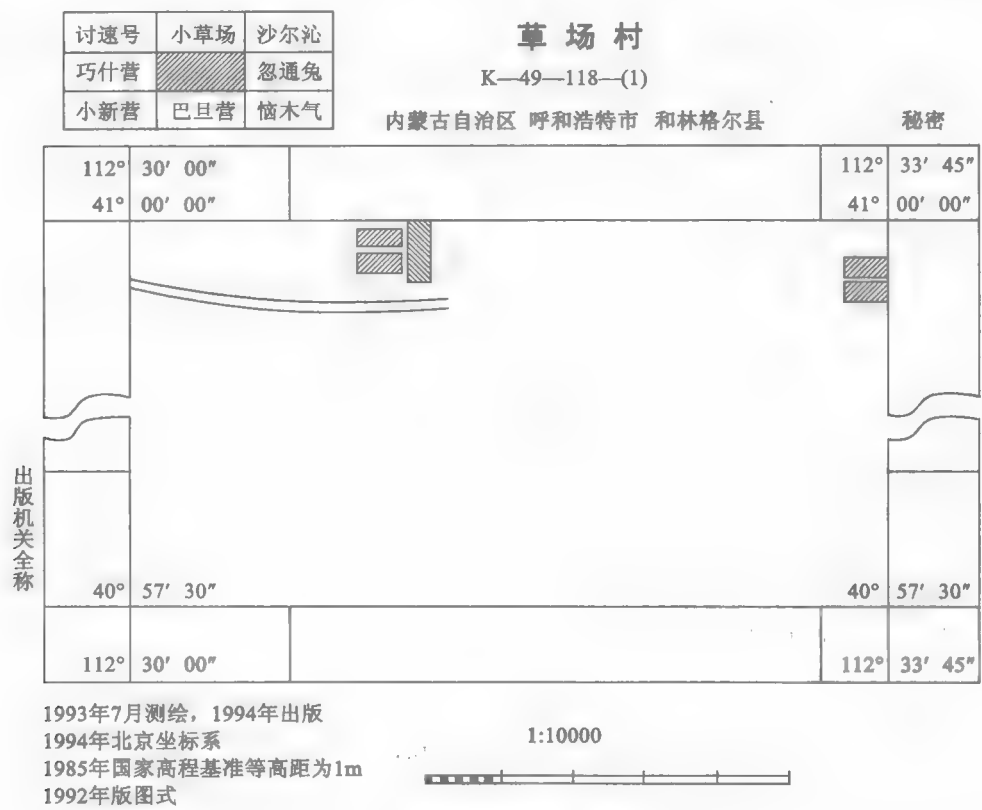 讨速号 小草场 沙尔沁
巧什营 忽通兔
小新营 巴旦营 恼木气
草场村
K—49—118—(1)
内蒙古自治区 呼和浩特市 和林格尔县
秘密
112° 30′ 00″ 112° 33′ 45″
41° 00′ 00″ 41° 00′ 00″
出版机关全称
40° 57′ 30″ 40° 57′ 30″
112° 30′ 00″ 112° 33′ 45″
1993年7月测绘，1994年出版
1994年北京坐标系
1985年国家高程基准等高距为1m
1992年版图式
1:10000